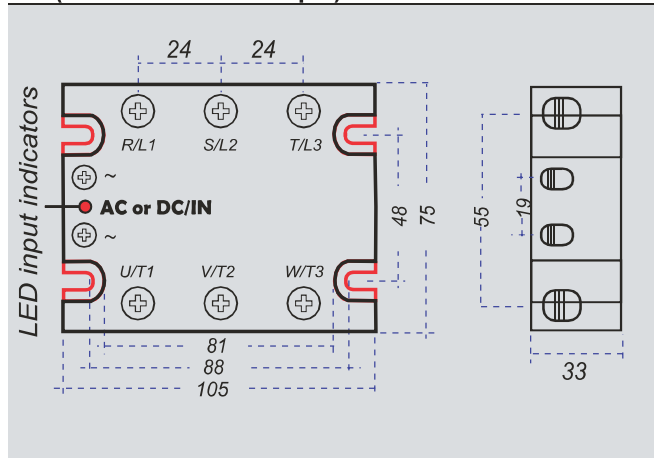 24 24
LED input indicators
R/L1 S/L2 T/L3
~
AC or DC/IN
~
U/T1 V/T2 W/T3
48
75
81
88
105
55
19
33